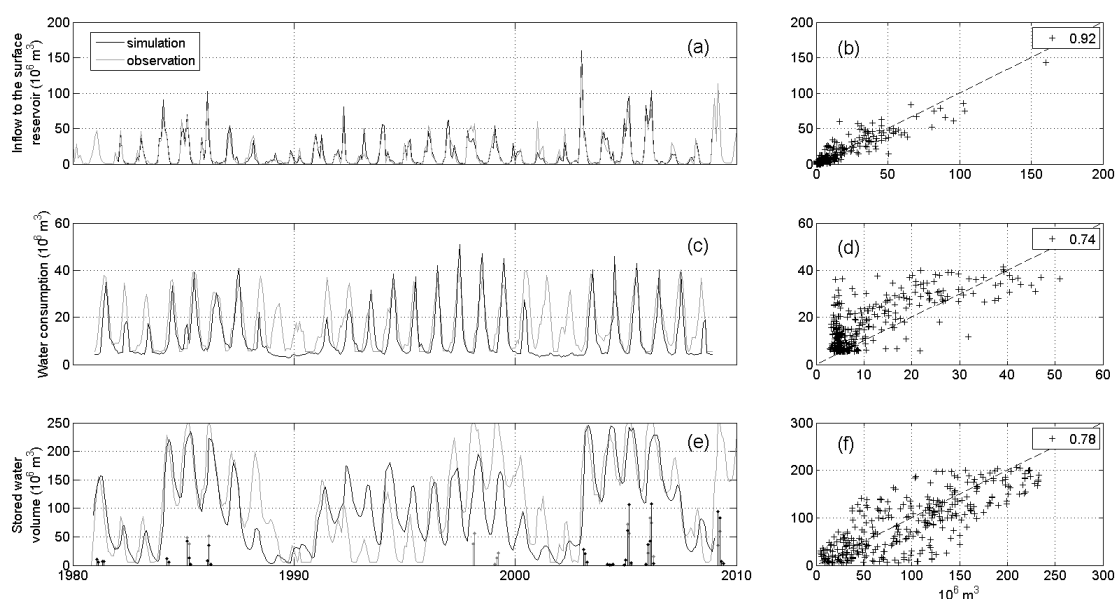 Inflow to the surface
reservoir (10⁶ m³)
200
150
100
50
0
simulation
observation
(a)
200
150
100
50
0
(b)
0.92
0 50 100 150 200
Water consumption (10⁶ m³)
60
40
20
0
(c)
60
40
20
0
(d)
0.74
0 10 20 30 40 50 60
Stored water
volume (10⁶ m³)
250
200
150
100
50
0
(e)
1980 1990 2000 2010
300
200
100
0
(f)
0.78
0 50 100 150 200 250 300
10⁶ m³